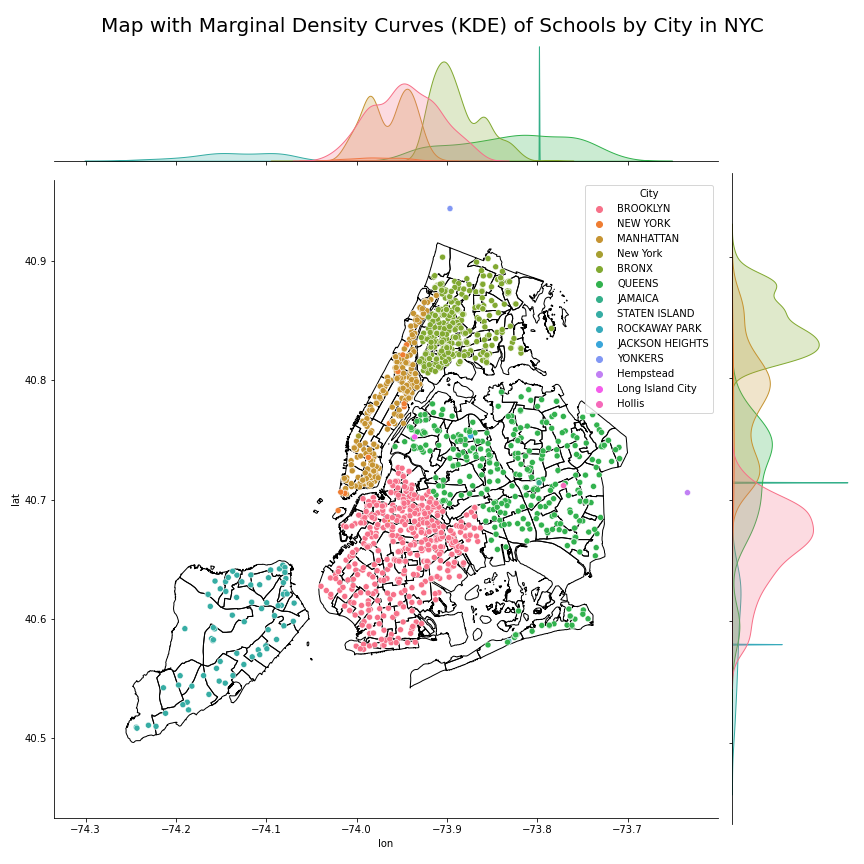 Map with Marginal Density Curves (KDE) of Schools by City in NYC
City
BROOKLYN
NEW YORK
MANHATTAN
New York
BRONX
QUEENS
JAMAICA
STATEN ISLAND
ROCKAWAY PARK
JACKSON HEIGHTS
YONKERS
Hempstead
Long Island City
Hollis
40.9
40.8
40.7
40.6
40.5
lat
−74.3 −74.2 −74.1 −74.0 −73.9 −73.8 −73.7
lon